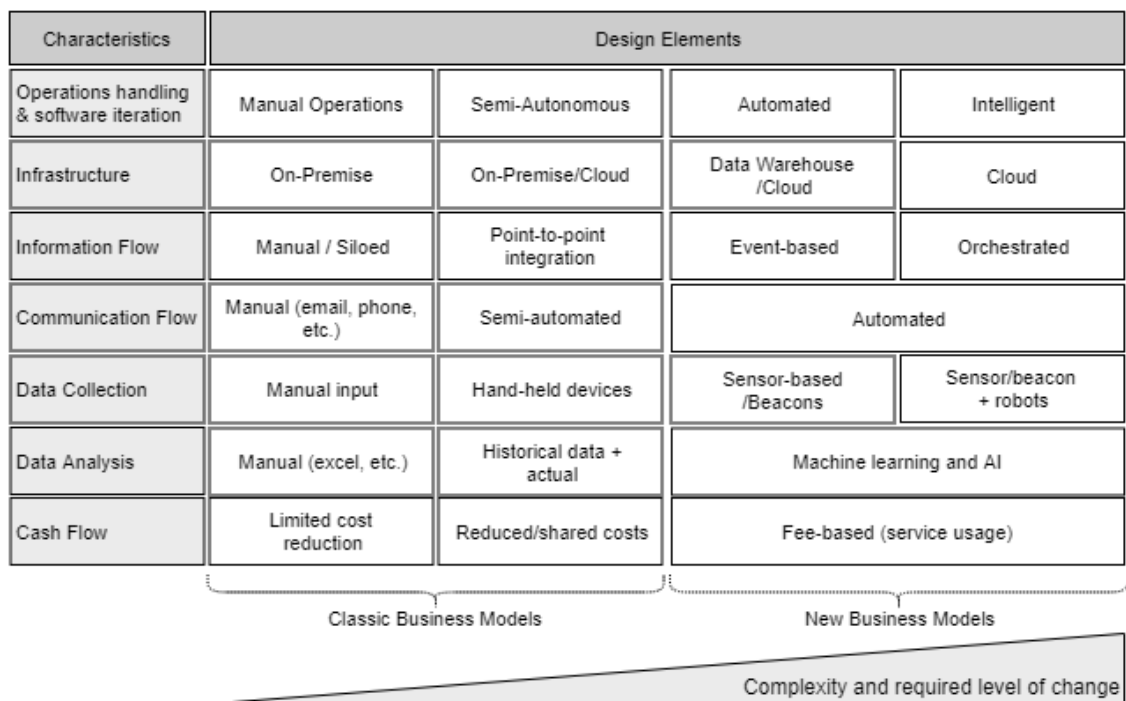 Characteristics
Design Elements
Operations handling
& software iteration
Manual Operations
Semi-Autonomous
Automated
Intelligent
Infrastructure
On-Premise
On-Premise/Cloud
Data Warehouse
/Cloud
Cloud
Information Flow
Manual / Siloed
Point-to-point
integration
Event-based
Orchestrated
Communication Flow
Manual (email, phone,
etc.)
Semi-automated
Automated
Data Collection
Manual input
Hand-held devices
Sensor-based
/Beacons
Sensor/beacon
+ robots
Data Analysis
Manual (excel, etc.)
Historical data +
actual
Machine learning and AI
Cash Flow
Limited cost
reduction
Reduced/shared costs
Fee-based (service usage)
Classic Business Models
New Business Models
Complexity and required level of change